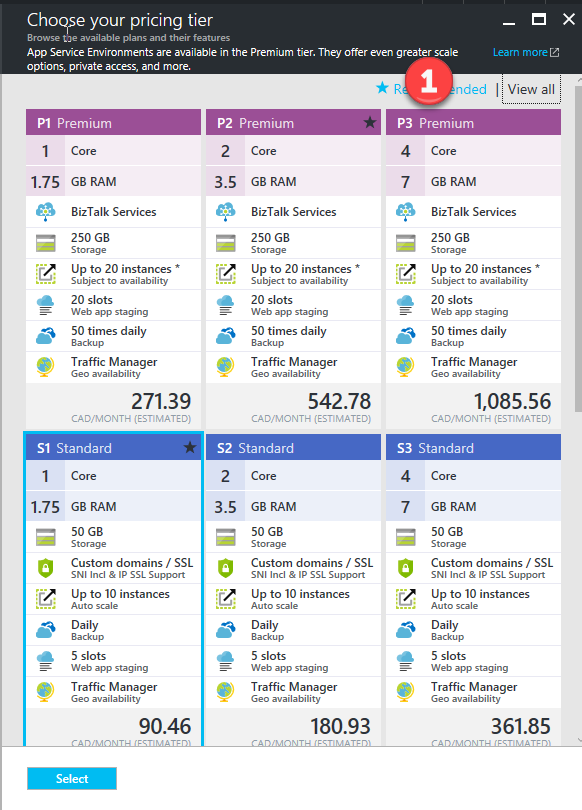 Choose your pricing tier
Browse the available plans and their features
App Service Environments are available in the Premium tier. They offer even greater scale
options, private access, and more.
Learn more
1
View all
P1 Premium
1 Core
1.75 GB RAM
BizTalk Services
250 GB
Storage
Up to 20 instances *
Subject to availability
20 slots
Web app staging
50 times daily
Backup
Traffic Manager
Geo availability
271.39
CAD/MONTH (ESTIMATED)
P2 Premium
2 Core
3.5 GB RAM
BizTalk Services
250 GB
Storage
Up to 20 instances *
Subject to availability
20 slots
Web app staging
50 times daily
Backup
Traffic Manager
Geo availability
542.78
CAD/MONTH (ESTIMATED)
P3 Premium
4 Core
7 GB RAM
BizTalk Services
250 GB
Storage
Up to 20 instances *
Subject to availability
20 slots
Web app staging
50 times daily
Backup
Traffic Manager
Geo availability
1,085.56
CAD/MONTH (ESTIMATED)
S1 Standard
1 Core
1.75 GB RAM
50 GB
Storage
Custom domains / SSL
SNI Incl & IP SSL Support
Up to 10 instances
Auto scale
Daily
Backup
5 slots
Web app staging
Traffic Manager
Geo availability
90.46
CAD/MONTH (ESTIMATED)
S2 Standard
2 Core
3.5 GB RAM
50 GB
Storage
Custom domains / SSL
SNI Incl & IP SSL Support
Up to 10 instances
Auto scale
Daily
Backup
5 slots
Web app staging
Traffic Manager
Geo availability
180.93
CAD/MONTH (ESTIMATED)
S3 Standard
4 Core
7 GB RAM
50 GB
Storage
Custom domains / SSL
SNI Incl & IP SSL Support
Up to 10 instances
Auto scale
Daily
Backup
5 slots
Web app staging
Traffic Manager
Geo availability
361.85
CAD/MONTH (ESTIMATED)
Select